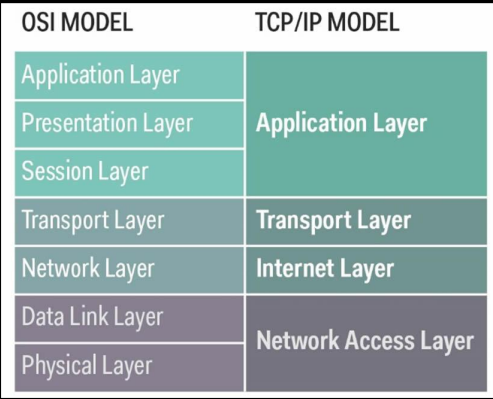 OSI MODEL
TCP/IP MODEL
Application Layer
Presentation Layer
Session Layer
Transport Layer
Network Layer
Data Link Layer
Physical Layer
Application Layer
Transport Layer
Internet Layer
Network Access Layer